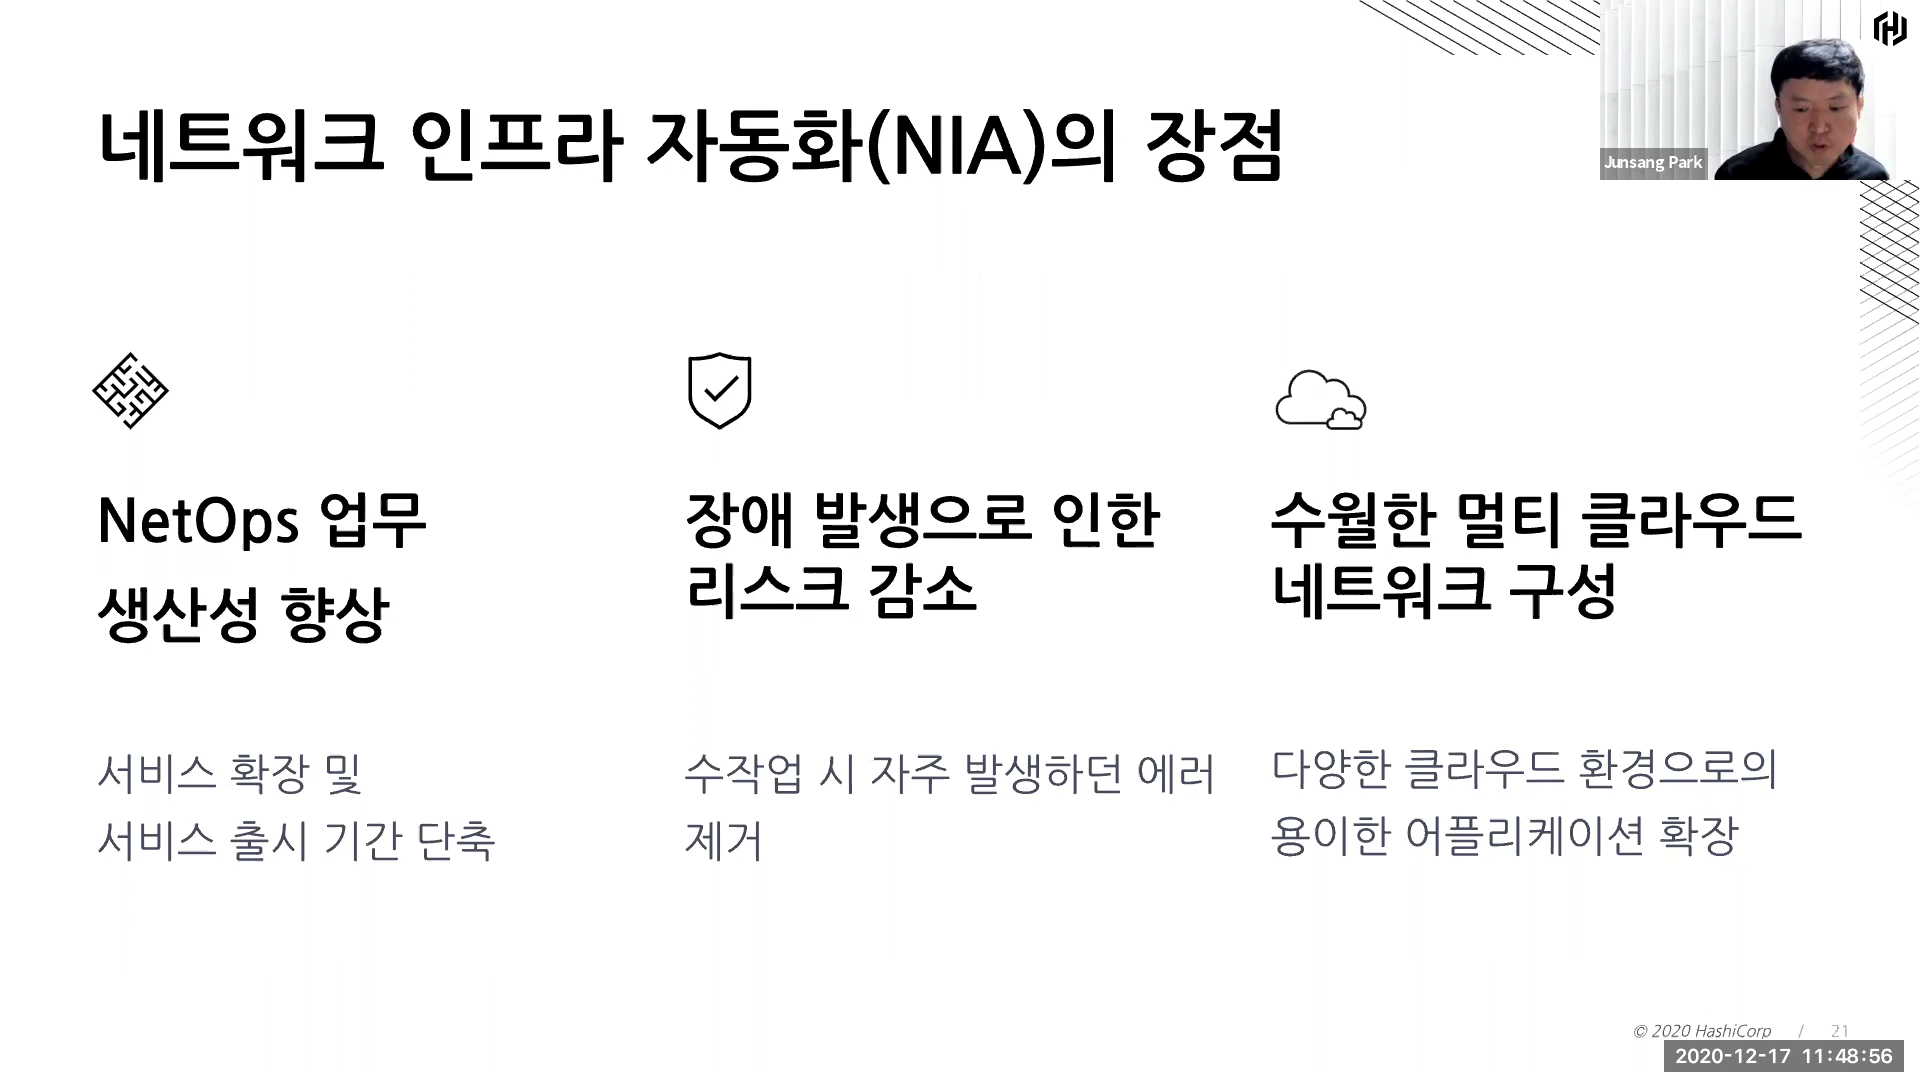 네트워크 인프라 자동화(NIA)의 장점
Junsang Park
NetOps 업무
생산성 향상
서비스 확장 및
서비스 출시 기간 단축
장애 발생으로 인한
리스크 감소
수작업 시 자주 발생하던 에러
제거
수월한 멀티 클라우드
네트워크 구성
다양한 클라우드 환경으로의
용이한 어플리케이션 확장
© 2020 HashiCorp / 21
2020-12-17 11:48:56